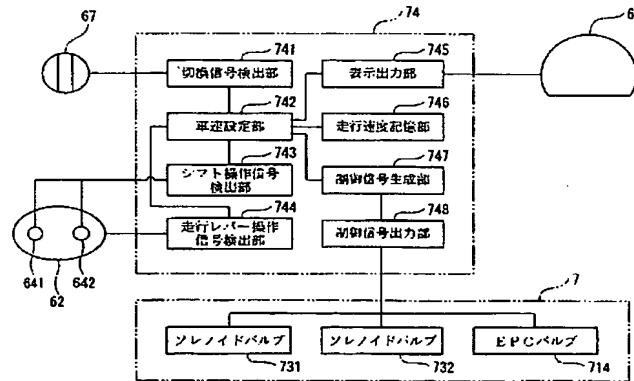 67
74
6
741
745
切換信号検出部
表示出力部
742
746
車速設定部
走行速度記憶部
743
747
シフト操作信号
検出部
制御信号生成部
744
748
走行レバー操作
信号検出部
制御信号出力部
641
62
642
7
ソレノイドバルブ
ソレノイドバルブ
EPCバルブ
731
732
714